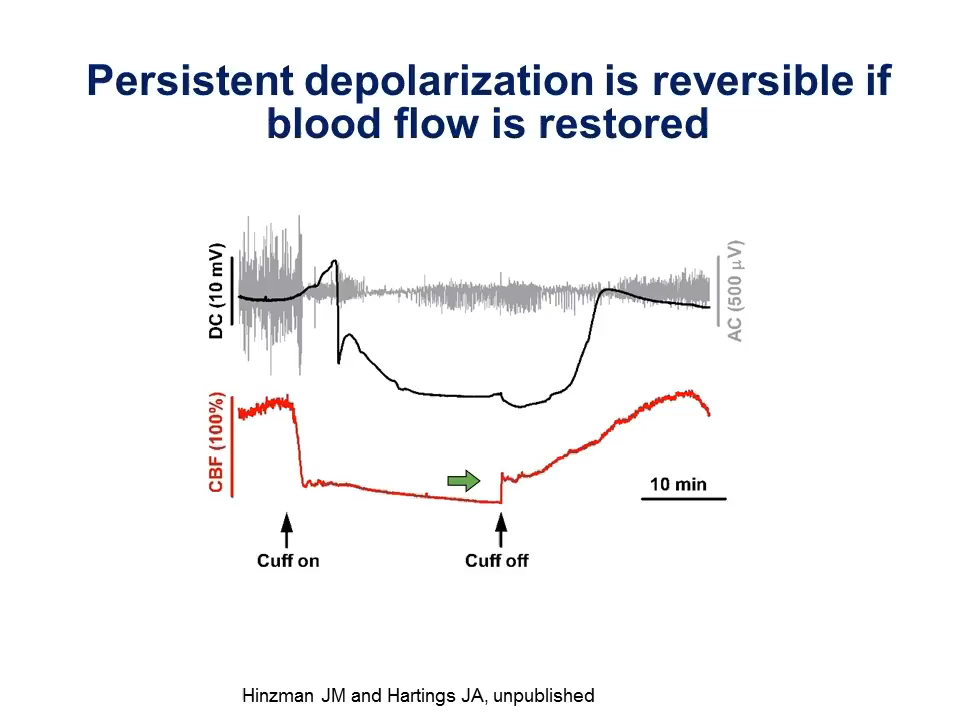 Persistent depolarization is reversible if
blood flow is restored
DC (10 mV)
AC (500 µV)
CBF (100%)
10 min
Cuff on
Cuff off
Hinzman JM and Hartings JA, unpublished